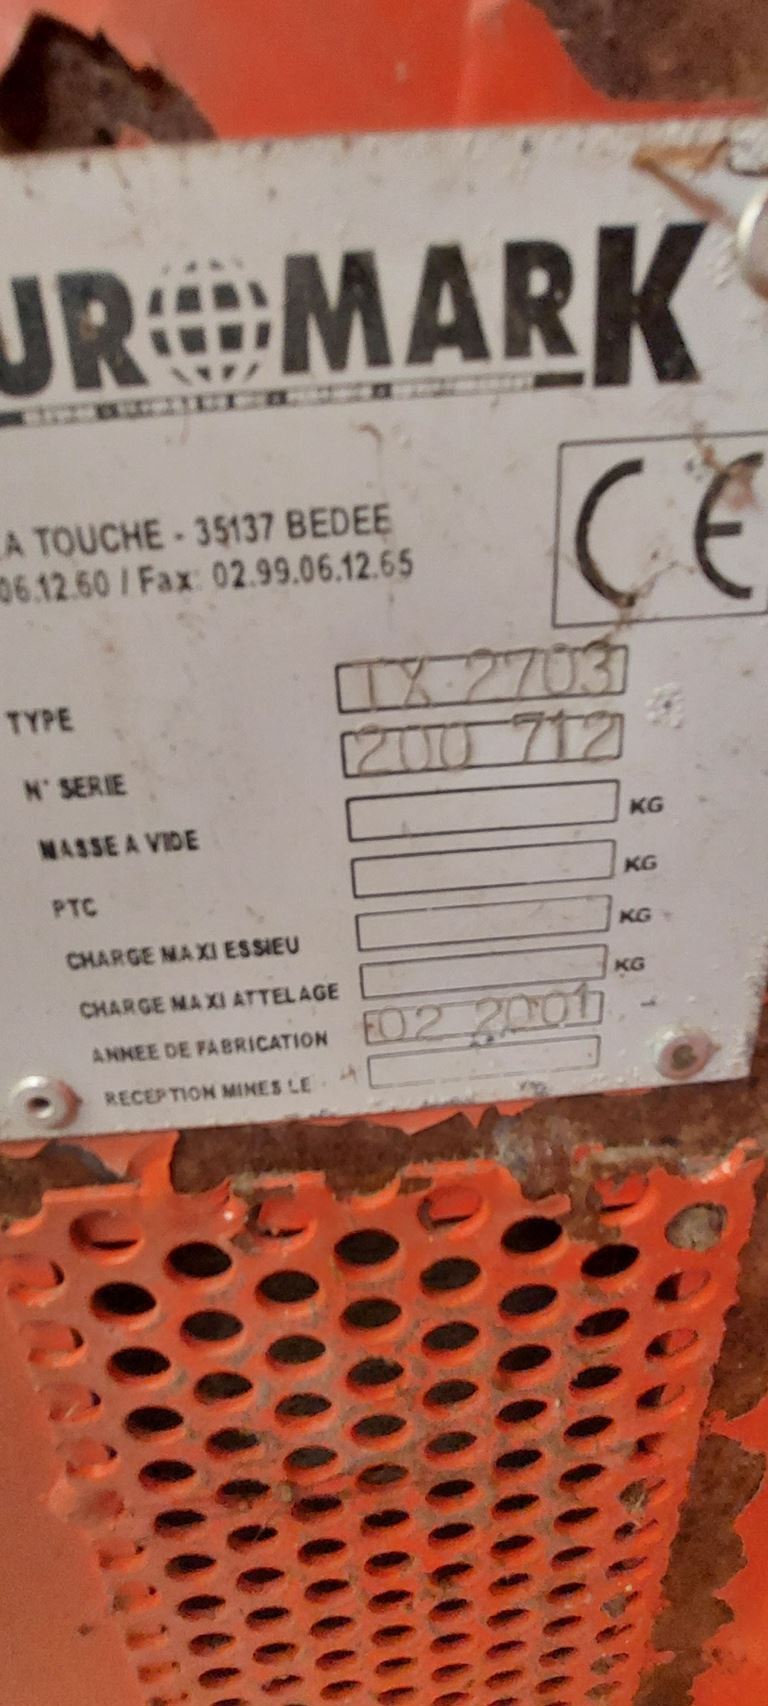 UROMARK
LA TOUCHE - 35137 BEDEE
06.12.60 / Fax: 02.99.06.12.65
CE
TYPE TX 2703
N° SERIE 200 712
MASSE A VIDE KG
PTC KG
CHARGE MAXI ESSIEU KG
CHARGE MAXI ATTELAGE KG
ANNEE DE FABRICATION 02 2001
RECEPTION MINES LE